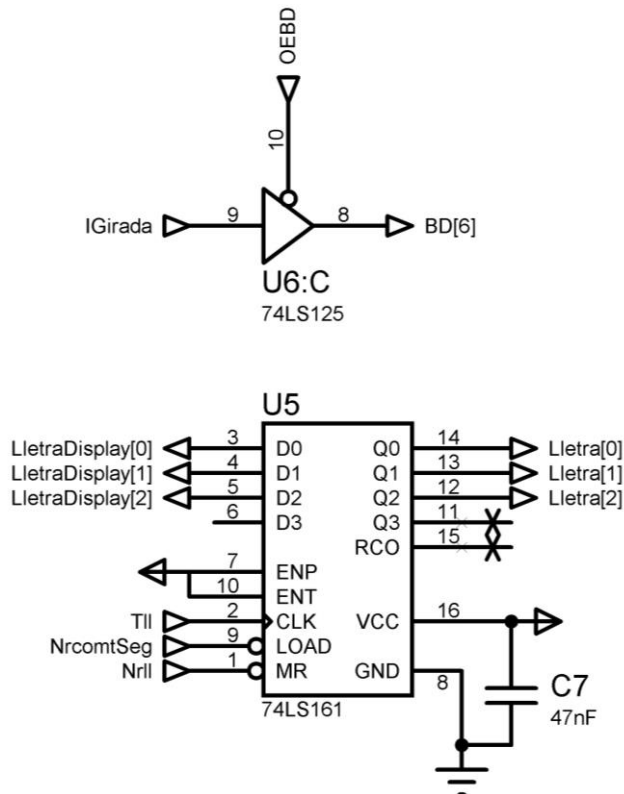 OEBD
10
IGirada 9 8 BD[6]
U6:C
74LS125
U5
LletraDisplay[0] 3 D0 Q0 14 Lletra[0]
LletraDisplay[1] 4 D1 Q1 13 Lletra[1]
LletraDisplay[2] 5 D2 Q2 12 Lletra[2]
6 D3 Q3 11
RCO 15
7 ENP
10 ENT
Tll 2 CLK VCC 16
NrcomtSeg 9 LOAD
Nrll 1 MR GND 8
74LS161
C7
47nF